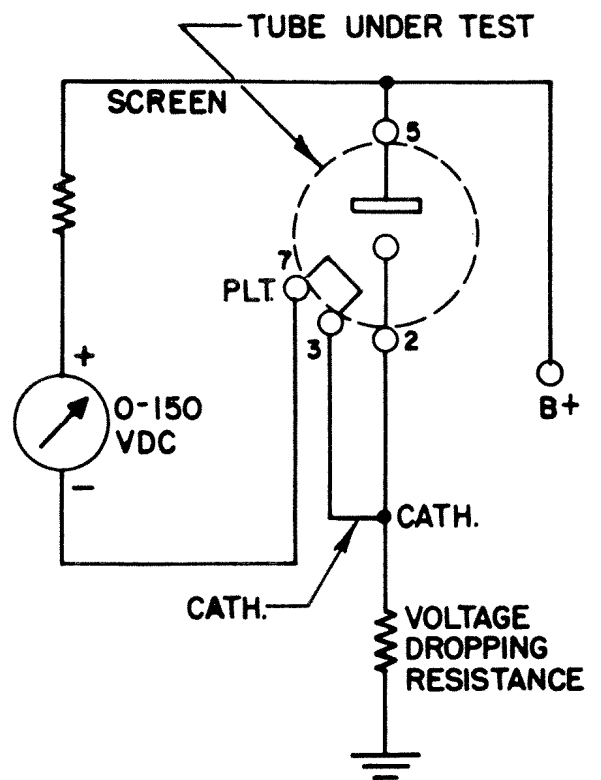 TUBE UNDER TEST
SCREEN
5
7
PLT.
3
2
+
0-150
VDC
B+
-
CATH.
CATH.
VOLTAGE
DROPPING
RESISTANCE